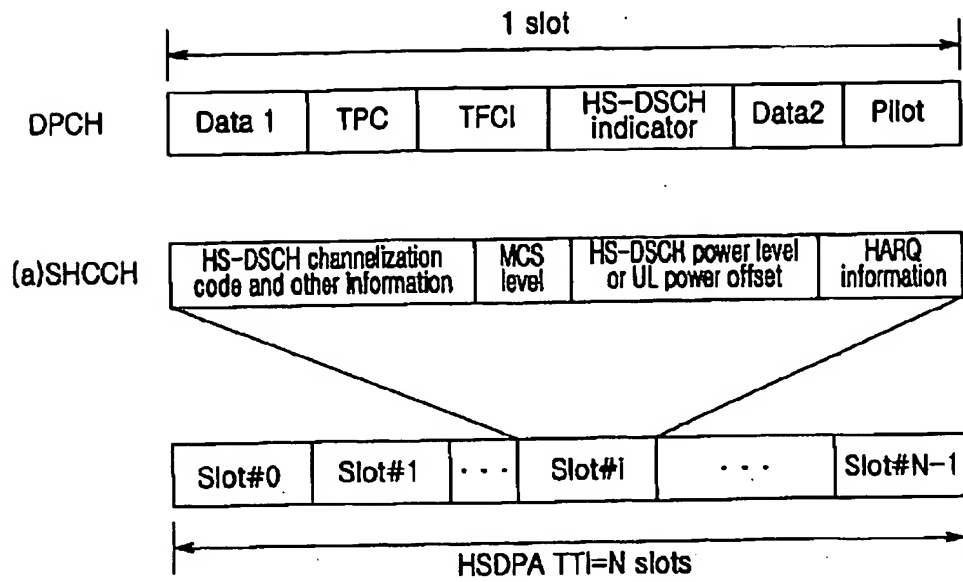 1 slot
DPCH
Data 1
TPC
TFCI
HS-DSCH
indicator
Data2
Pilot
(a)SHCCH
HS-DSCH channelization
code and other information
MCS
level
HS-DSCH power level
or UL power offset
HARQ
information
Slot#0
Slot#1
· · ·
Slot#i
· · ·
Slot#N-1
HSDPA TTI=N slots